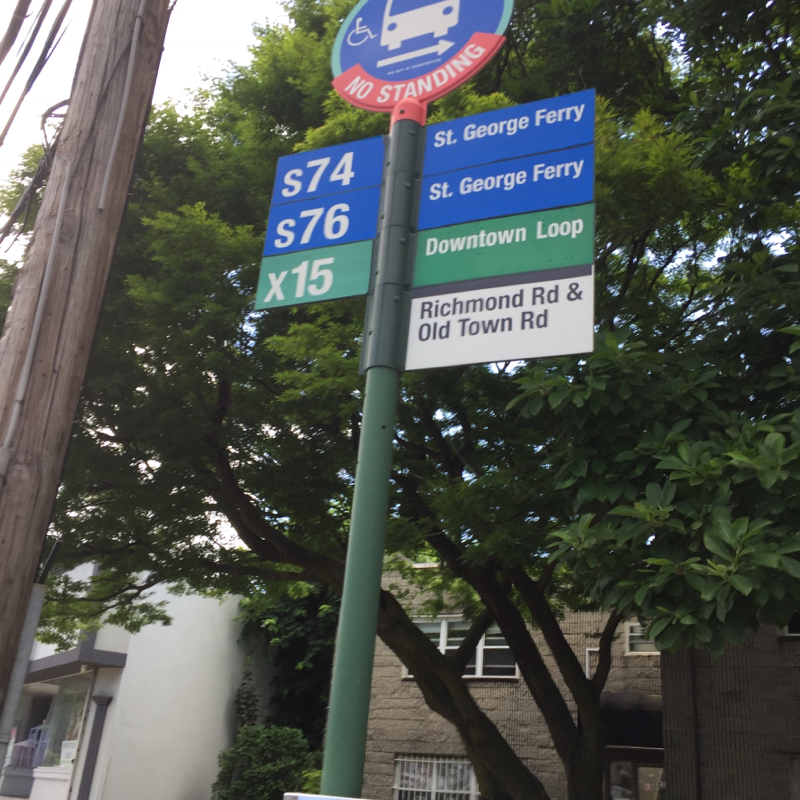 NO STANDING
S74
St. George Ferry
S76
St. George Ferry
X15
Downtown Loop
Richmond Rd &
Old Town Rd